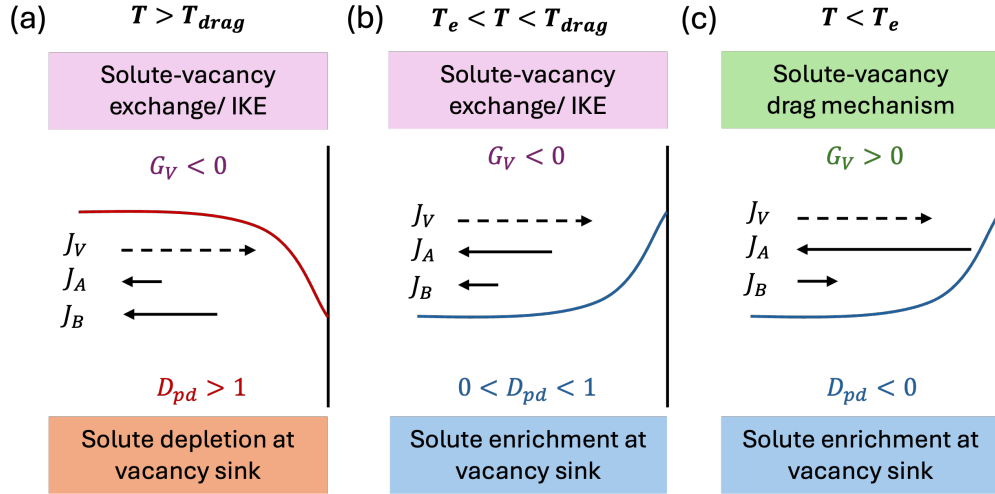 (a)
T > T_drag
Solute-vacancy
exchange/ IKE
G_V < 0
J_V
J_A
J_B
D_pd > 1
Solute depletion at
vacancy sink
(b)
T_e < T < T_drag
Solute-vacancy
exchange/ IKE
G_V < 0
J_V
J_A
J_B
0 < D_pd < 1
Solute enrichment at
vacancy sink
(c)
T < T_e
Solute-vacancy
drag mechanism
G_V > 0
J_V
J_A
J_B
D_pd < 0
Solute enrichment at
vacancy sink